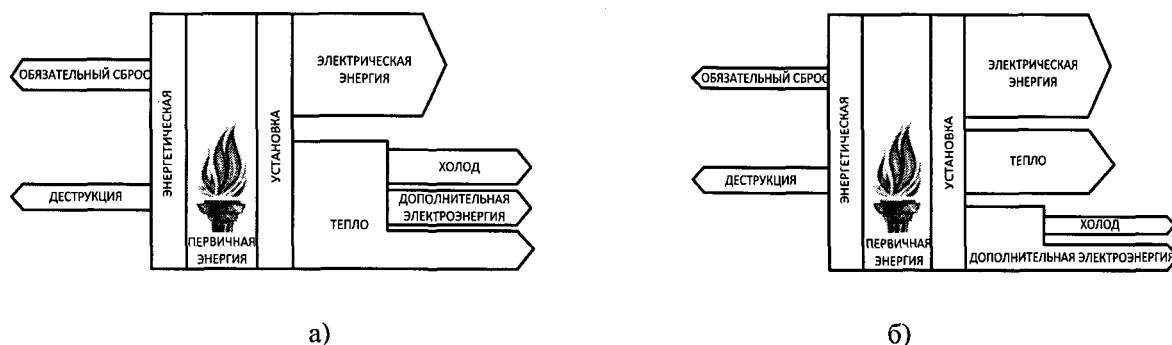 ОБЯЗАТЕЛЬНЫЙ СБРОС
ДЕСТРУКЦИЯ
ЭНЕРГЕТИЧЕСКАЯ
ПЕРВИЧНАЯ
ЭНЕРГИЯ
УСТАНОВКА
ЭЛЕКТРИЧЕСКАЯ
ЭНЕРГИЯ
ТЕПЛО
ХОЛОД
ДОПОЛНИТЕЛЬНАЯ
ЭЛЕКТРОЭНЕРГИЯ
а)
ОБЯЗАТЕЛЬНЫЙ СБРОС
ДЕСТРУКЦИЯ
ЭНЕРГЕТИЧЕСКАЯ
ПЕРВИЧНАЯ
ЭНЕРГИЯ
УСТАНОВКА
ЭЛЕКТРИЧЕСКАЯ
ЭНЕРГИЯ
ТЕПЛО
ХОЛОД
ДОПОЛНИТЕЛЬНАЯ ЭЛЕКТРОЭНЕРГИЯ
б)